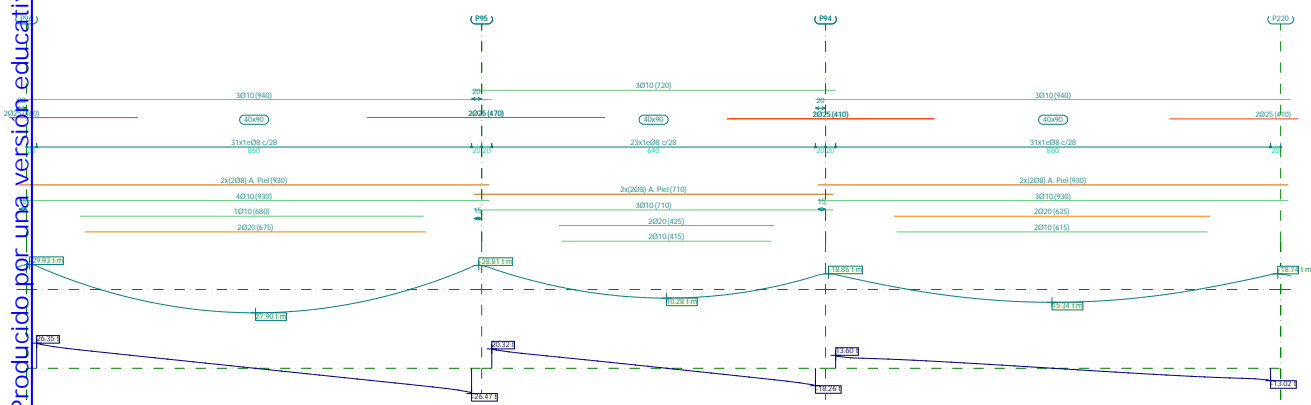 P95
P94
P220
3Ø10 (720)
20
3Ø10 (940)
20
3Ø10 (940)
2Ø25 (470)
2Ø25 (410)
2Ø25 (410)
40x90
40x90
40x90
31x1eØ8 c/28
23x1eØ8 c/28
31x1eØ8 c/28
860
20
20
640
20
20
860
20
2x(2Ø8) A. Piel (930)
2x(2Ø8) A. Piel (710)
2x(2Ø8) A. Piel (930)
4Ø10 (930)
3Ø10 (710)
3Ø10 (930)
15
15
1Ø10 (680)
2Ø20 (425)
2Ø20 (625)
2Ø20 (675)
2Ø10 (415)
2Ø10 (615)
-29.93 t·m
-28.81 t·m
-18.86 t·m
-18.74 t·m
27.90 t·m
10.28 t·m
15.34 t·m
26.35 t
20.32 t
13.60 t
-26.47 t
-18.26 t
-13.02 t
Producido por una versión educati